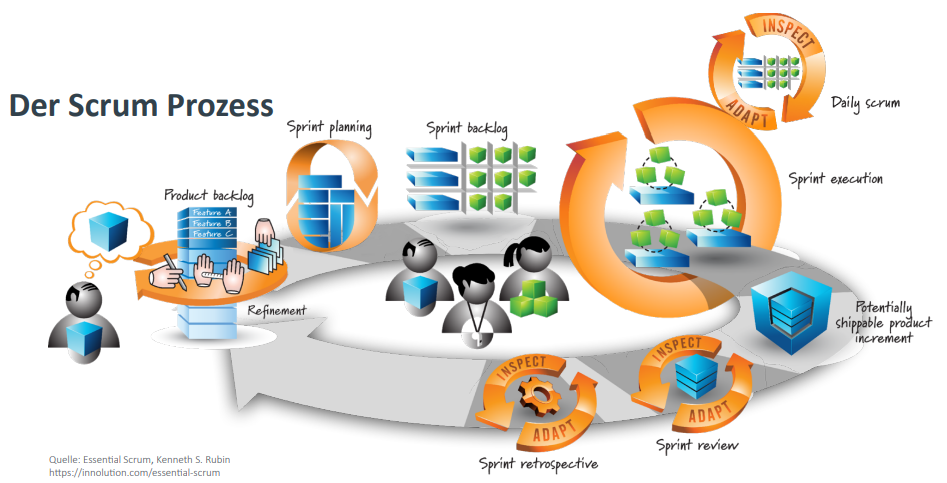 Der Scrum Prozess
INSPECT
ADAPT
Daily scrum
Sprint planning
Sprint backlog
Sprint execution
Product backlog
Feature A
Feature B
Feature C
Refinement
Potentially
shippable product
increment
INSPECT
ADAPT
Sprint review
INSPECT
ADAPT
Sprint retrospective
Quelle: Essential Scrum, Kenneth S. Rubin
https://innolution.com/essential-scrum